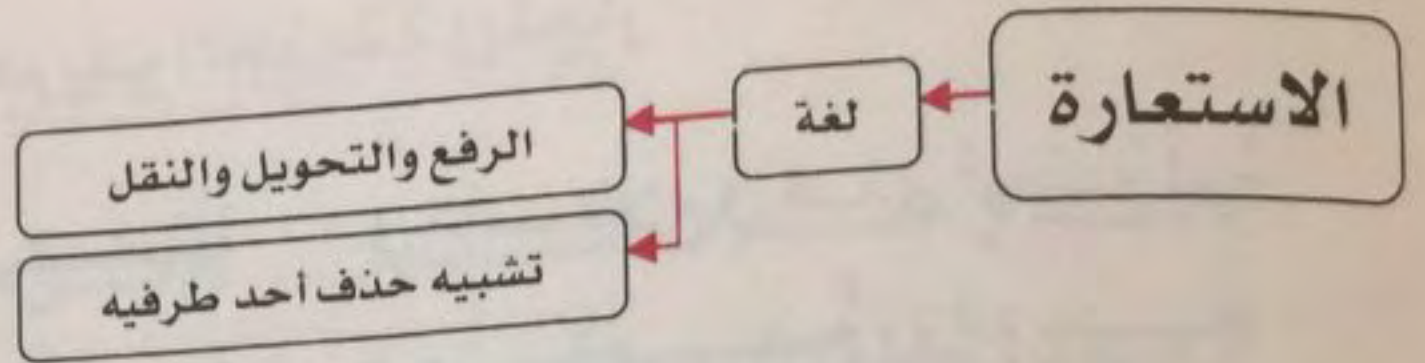 الاستعارة
لغة
الرفع والتحويل والنقل
تشبيه حذف أحد طرفيه